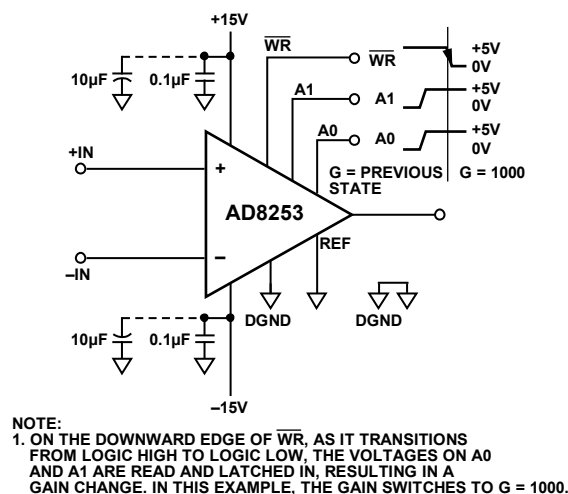 +15V
WR
WR
+5V
0V
10µF
0.1µF
A1
A1
+5V
0V
A0
A0
+5V
0V
+IN
+
G = PREVIOUS
STATE
G = 1000
AD8253
REF
–
–IN
DGND
DGND
10µF
0.1µF
–15V
NOTE:
1. ON THE DOWNWARD EDGE OF WR, AS IT TRANSITIONS
FROM LOGIC HIGH TO LOGIC LOW, THE VOLTAGES ON A0
AND A1 ARE READ AND LATCHED IN, RESULTING IN A
GAIN CHANGE. IN THIS EXAMPLE, THE GAIN SWITCHES TO G = 1000.